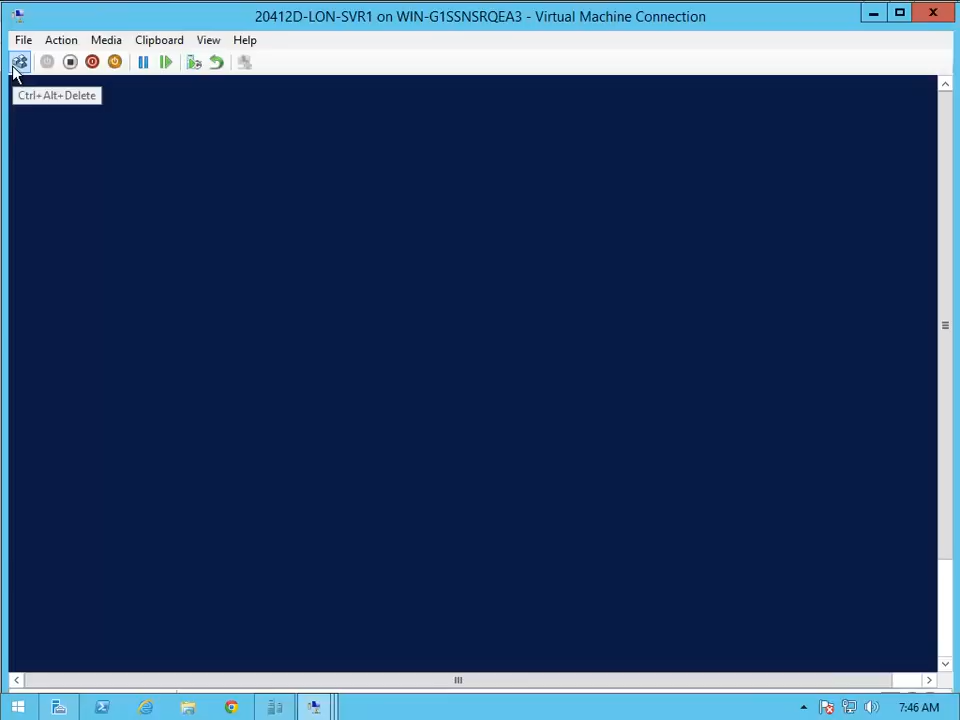 20412D-LON-SVR1 on WIN-G1SSNSRQEA3 - Virtual Machine Connection
File Action Media Clipboard View Help
Ctrl+Alt+Delete
7:46 AM